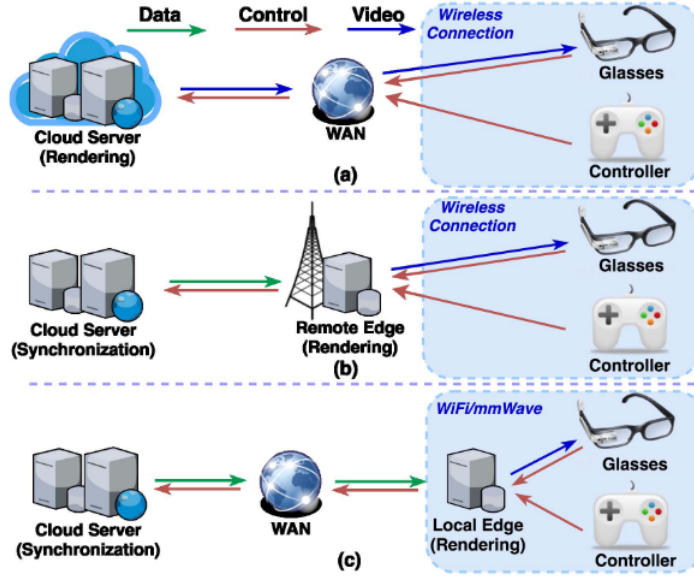 Data Control Video
Wireless
Connection
Glasses
Controller
Cloud Server
(Rendering)
WAN
(a)
Wireless
Connection
Glasses
Controller
Cloud Server
(Synchronization)
Remote Edge
(Rendering)
(b)
WiFi/mmWave
Glasses
Controller
Cloud Server
(Synchronization)
WAN
Local Edge
(Rendering)
(c)